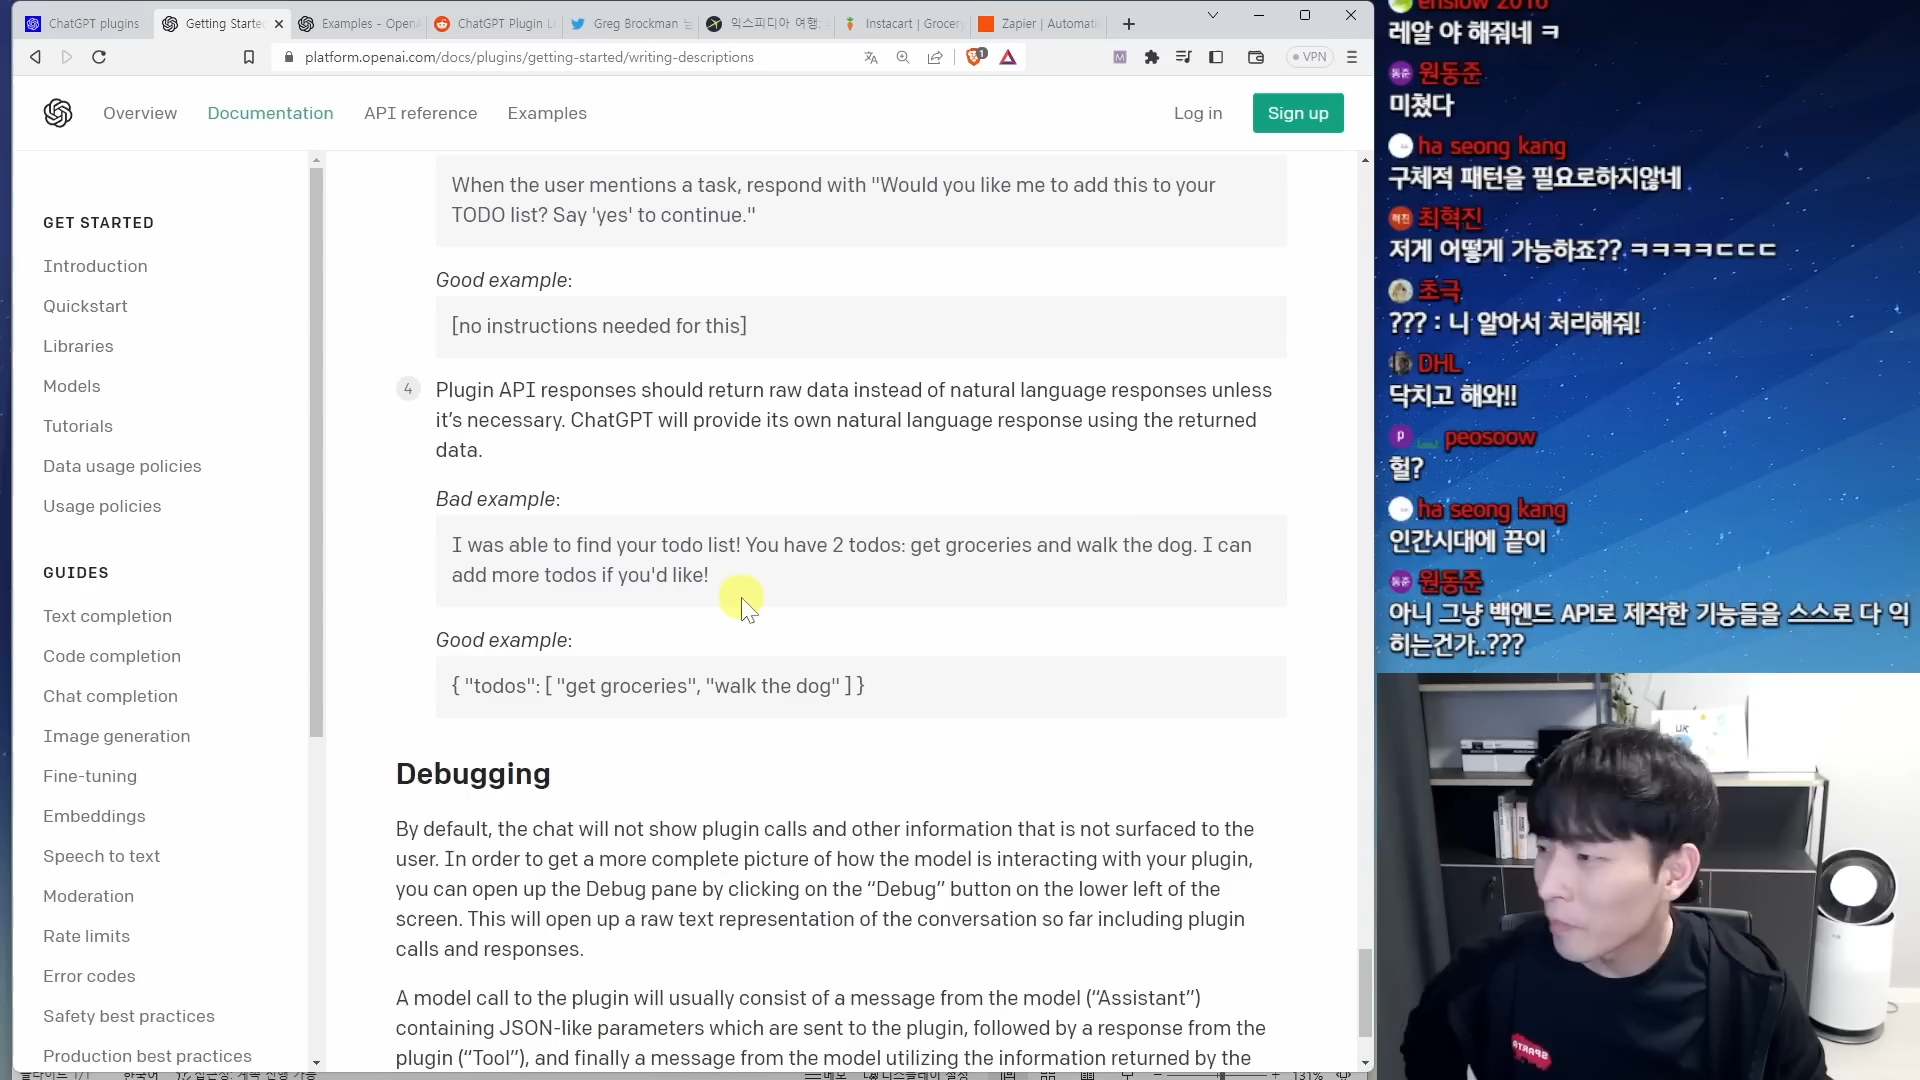 ChatGPT plugins
Getting Starte
Examples - OpenA
ChatGPT Plugin Li
Greg Brockman 는
익스피디아 여행:
Instacart | Grocery
Zapier | Automati
platform.openai.com/docs/plugins/getting-started/writing-descriptions
1
M
VPN
Overview
Documentation
API reference
Examples
Log in
Sign up
GET STARTED
Introduction
Quickstart
Libraries
Models
Tutorials
Data usage policies
Usage policies
GUIDES
Text completion
Code completion
Chat completion
Image generation
Fine-tuning
Embeddings
Speech to text
Moderation
Rate limits
Error codes
Safety best practices
Production best practices
When the user mentions a task, respond with "Would you like me to add this to your
TODO list? Say 'yes' to continue."
Good example:
[no instructions needed for this]
4
Plugin API responses should return raw data instead of natural language responses unless
it’s necessary. ChatGPT will provide its own natural language response using the returned
data.
Bad example:
I was able to find your todo list! You have 2 todos: get groceries and walk the dog. I can
add more todos if you'd like!
Good example:
{ "todos": [ "get groceries", "walk the dog" ] }
Debugging
By default, the chat will not show plugin calls and other information that is not surfaced to the
user. In order to get a more complete picture of how the model is interacting with your plugin,
you can open up the Debug pane by clicking on the “Debug” button on the lower left of the
screen. This will open up a raw text representation of the conversation so far including plugin
calls and responses.
A model call to the plugin will usually consist of a message from the model (“Assistant”)
containing JSON-like parameters which are sent to the plugin, followed by a response from the
plugin (“Tool”), and finally a message from the model utilizing the information returned by the
enslow 2016
레알 야 해줘네 ㅋ
동준 원동준
미쳤다
ha seong kang
구체적 패턴을 필요로하지않네
혁진 최혁진
저게 어떻게 가능하죠?? ㅋㅋㅋㅋㄷㄷㄷ
초극
??? : 니 알아서 처리해줘!
DHL
닥치고 해와!!
p peosoow
헐?
ha seong kang
인간시대에 끝이
동준 원동준
아니 그냥 백엔드 API로 제작한 기능들을 스스로 다 익
히는건가..???
SPARTA
131%